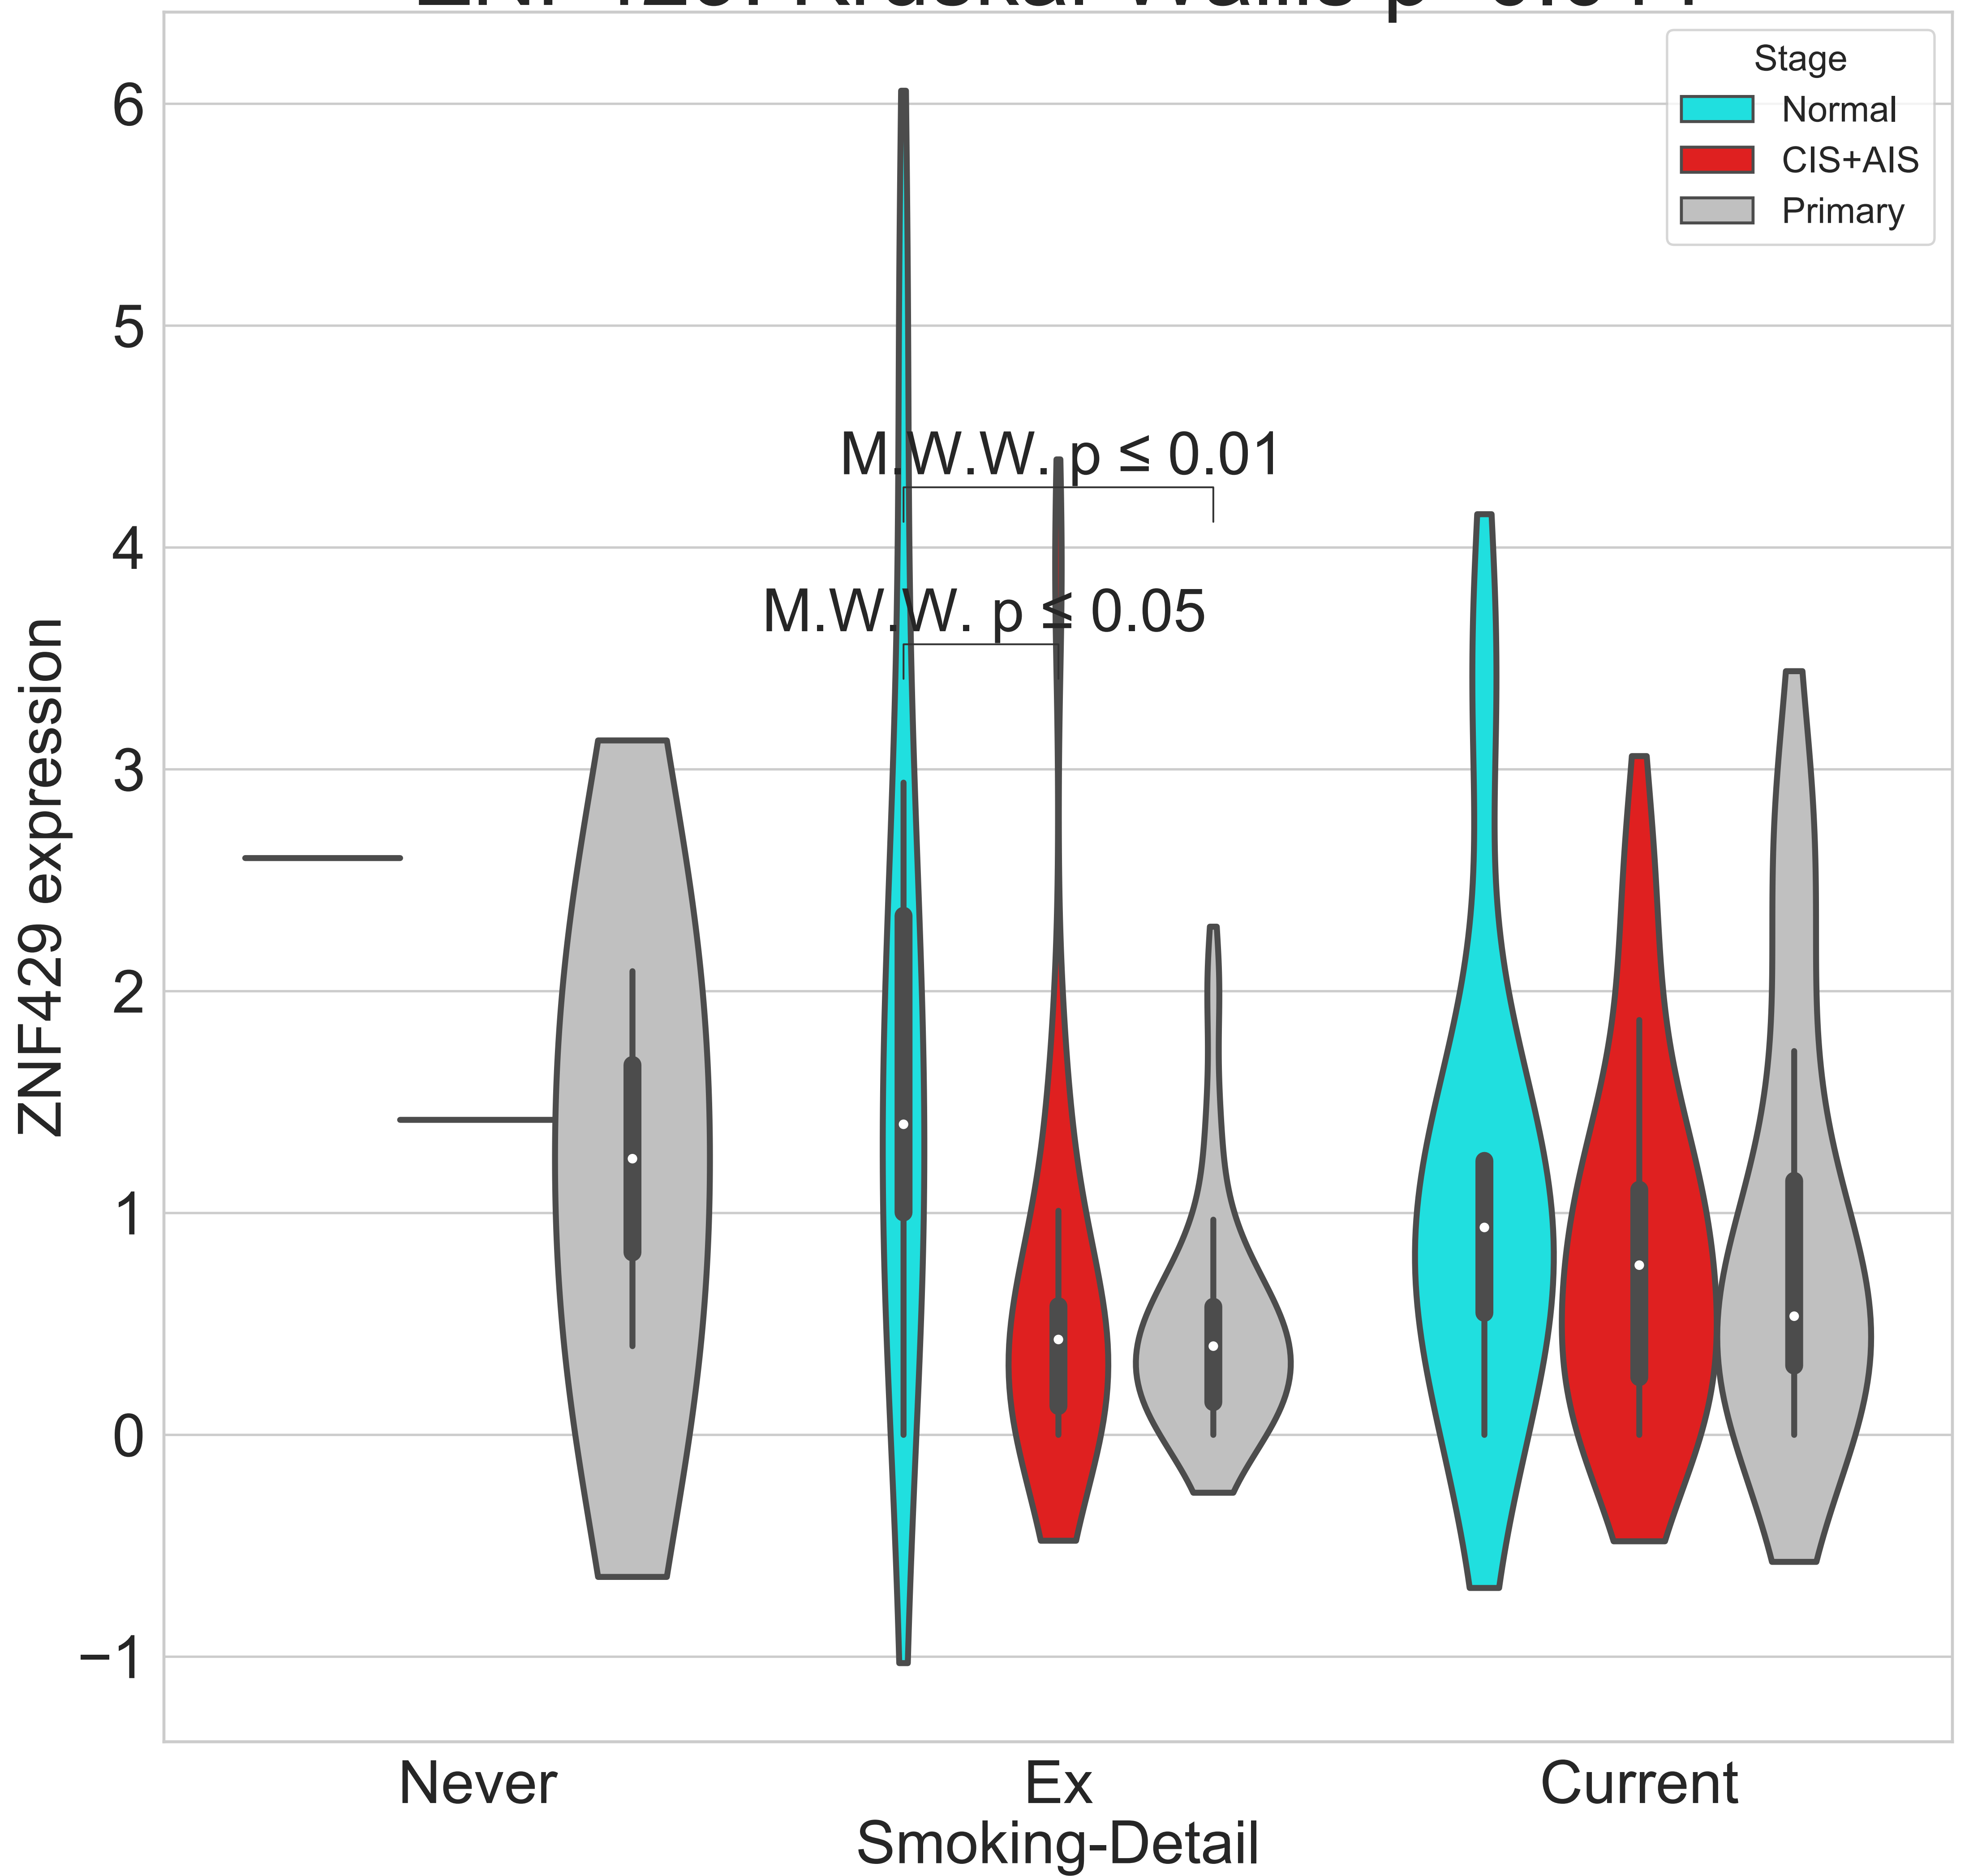 Stage
Normal
CIS+AIS
Primary
6
5
4
3
2
1
0
−1
ZNF429 expression
M.W.W. p ≤ 0.01
M.W.W. p ≤ 0.05
Never
Ex
Current
Smoking-Detail